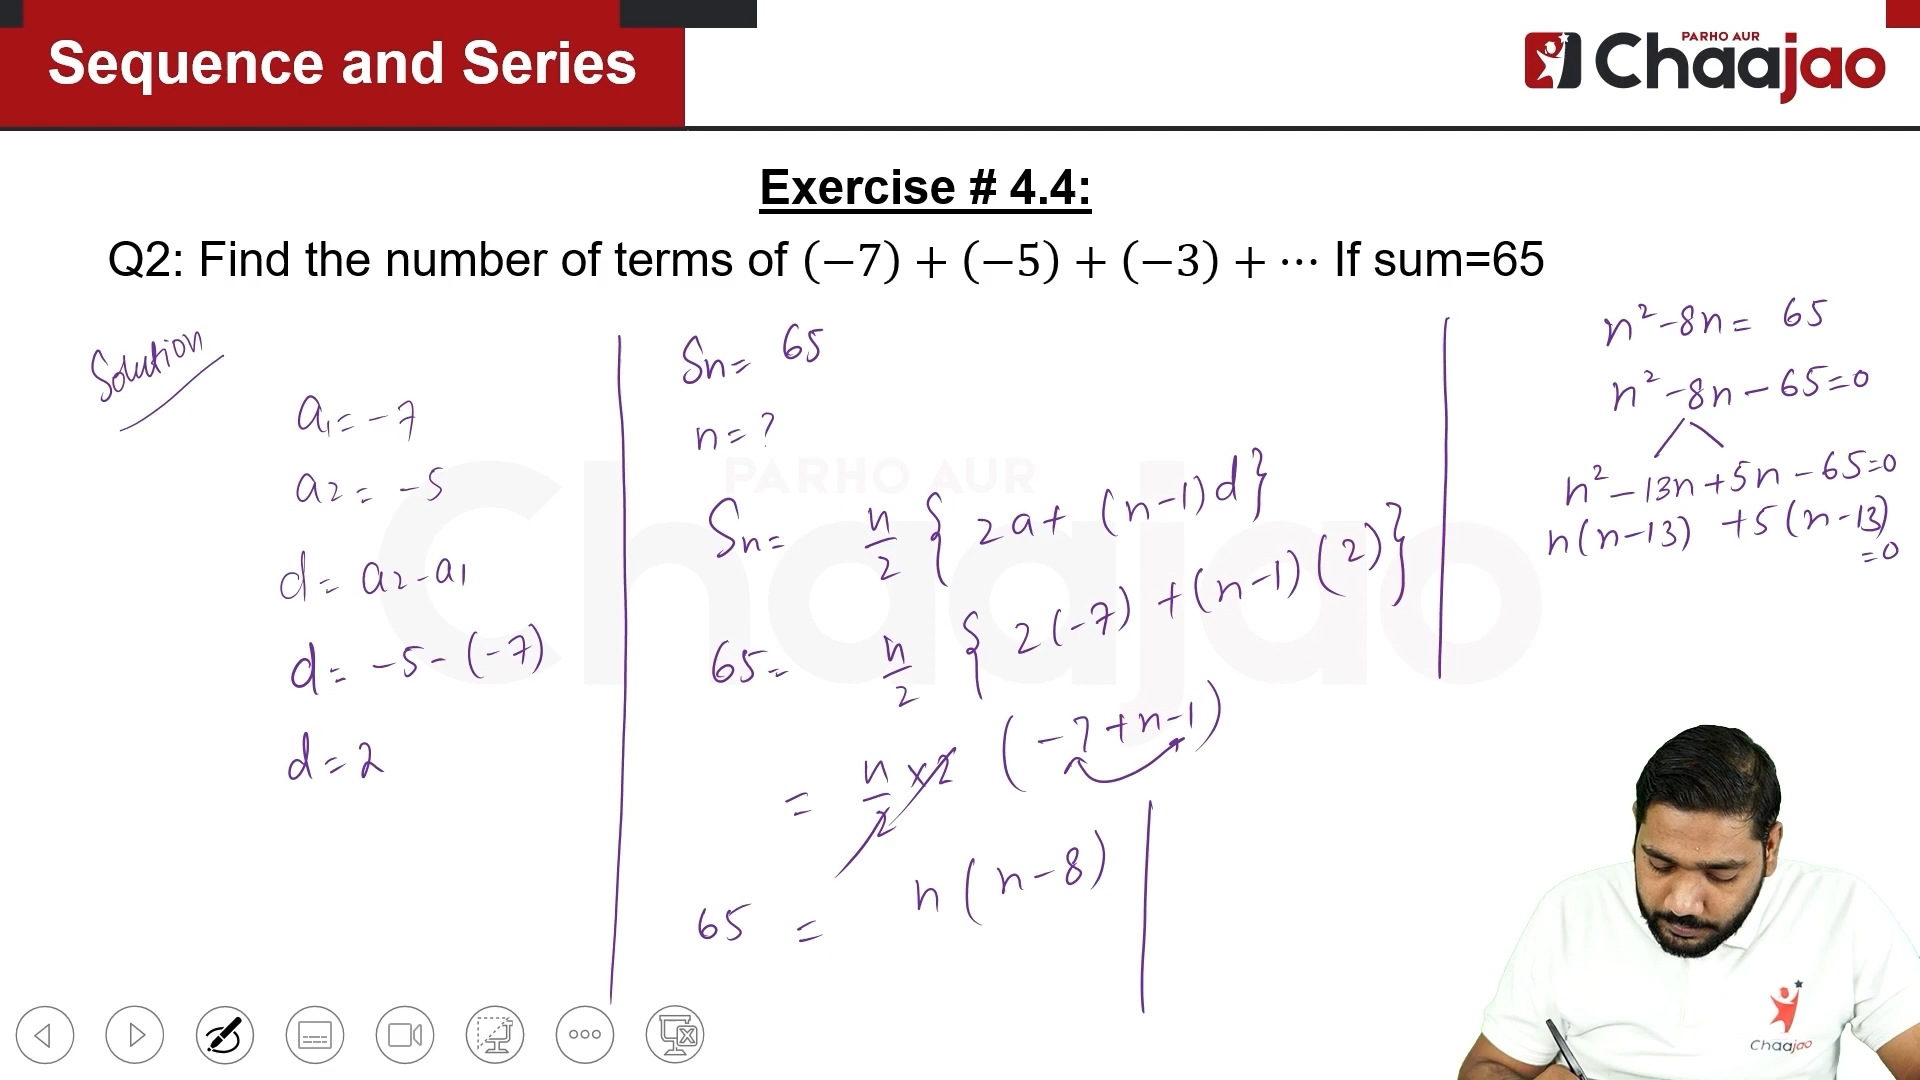 Sequence and Series
PARHO AUR
Chaajao
Exercise # 4.4:
Q2: Find the number of terms of (−7) + (−5) + (−3) + ⋯ If sum=65
Solution
a₁ = -7
a₂ = -5
d = a₂ - a₁
d = -5 - (-7)
d = 2
Sn = 65
n = ?
Sn = n/2 { 2a + (n-1)d }
65 = n/2 { 2(-7) + (n-1)(2) }
= n/2 × 2 (-7 + n - 1)
65 = n(n-8)
n² - 8n = 65
n² - 8n - 65 = 0
n² - 13n + 5n - 65 = 0
n(n-13) + 5(n-13)
= 0
PARHO AUR
Chaajao
Chaajao